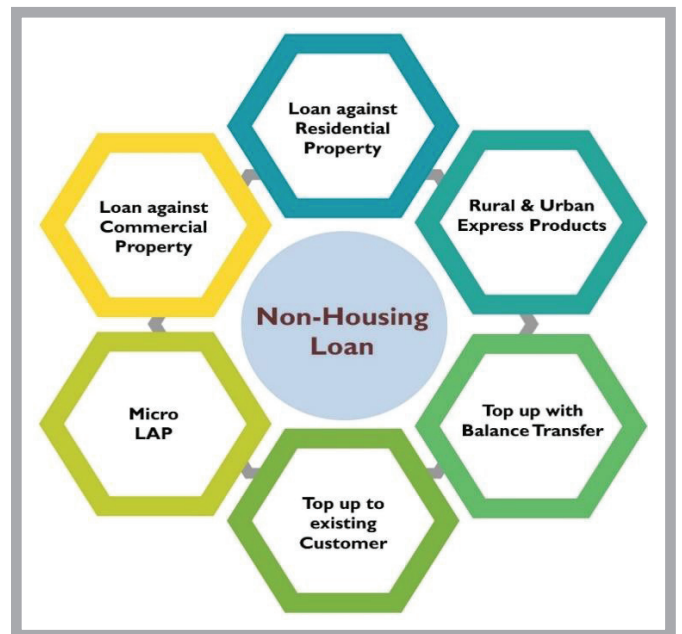 Loan against
Residential
Property
Rural & Urban
Express Products
Top up with
Balance Transfer
Top up to
existing
Customer
Micro
LAP
Loan against
Commercial
Property
Non-Housing
Loan